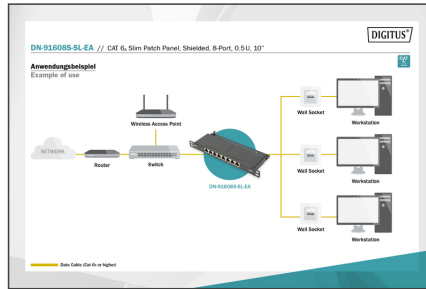 DIGITUS®
DN-91608S-SL-EA // CAT 6A Slim Patch Panel, Shielded, 8-Port, 0.5U, 10"
CAT
Anwendungsbeispiel
Example of use
Wireless Access Point
NETWORK
Router
Switch
DN-91608S-SL-EA
Wall Socket
Workstation
Wall Socket
Workstation
Wall Socket
Workstation
Data Cable (Cat 6A or higher)